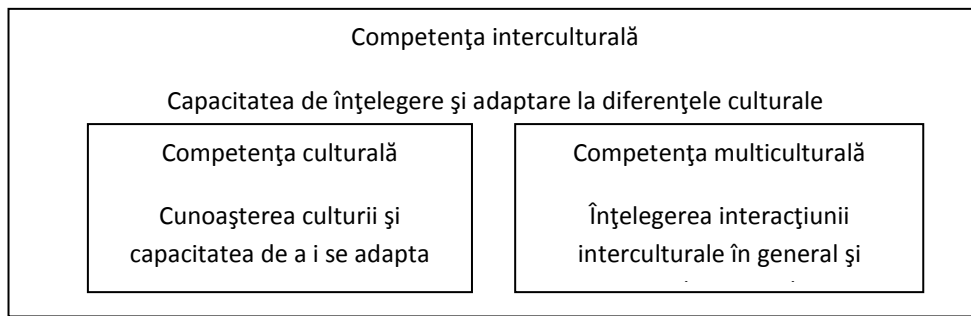 Competenţa interculturală
Capacitatea de înţelegere şi adaptare la diferenţele culturale
Competenţa culturală
Cunoaşterea culturii şi
capacitatea de a i se adapta
Competenţa multiculturală
Înţelegerea interacţiunii
interculturale în general şi